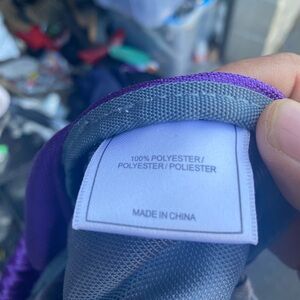 100% POLYESTER/
POLYESTER/ POLIESTER
MADE IN CHINA